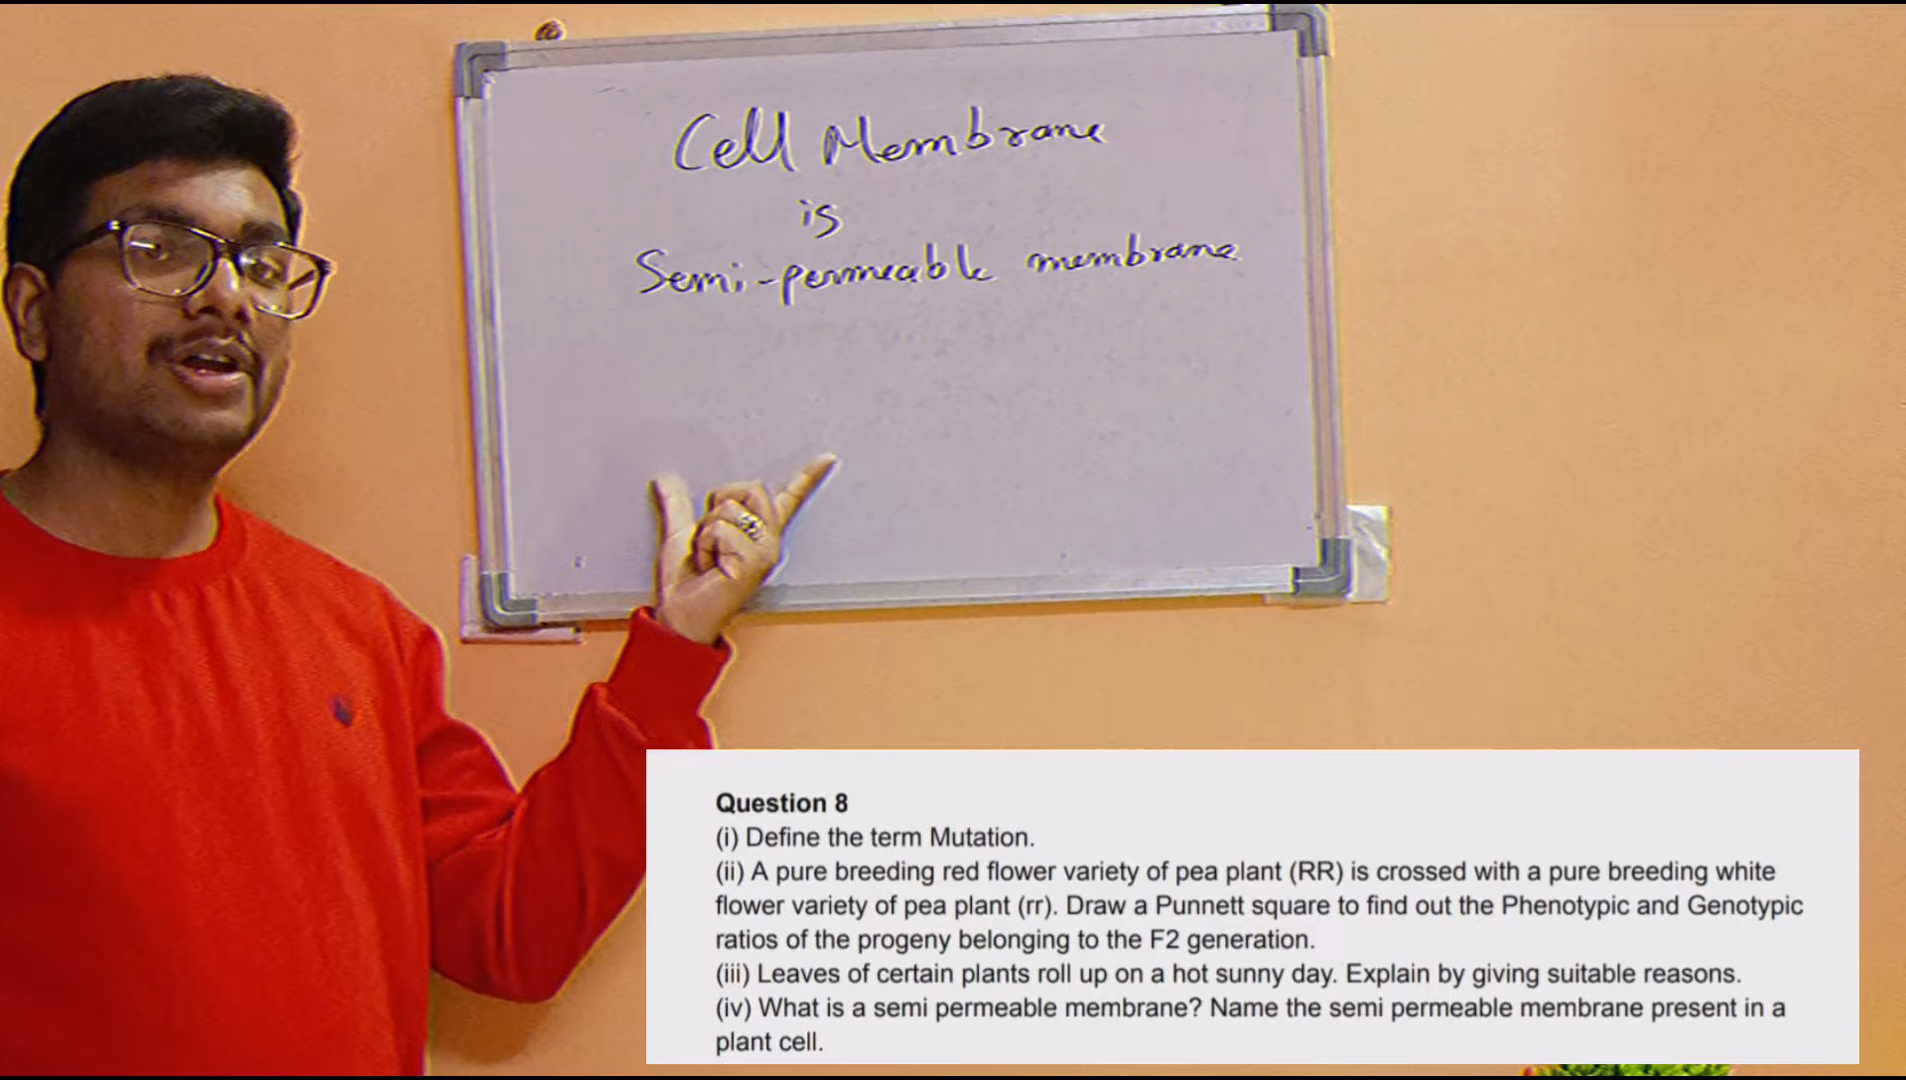 Cell Membrane
is
Semi-permeable membrane
Question 8
(i) Define the term Mutation.
(ii) A pure breeding red flower variety of pea plant (RR) is crossed with a pure breeding white
flower variety of pea plant (rr). Draw a Punnett square to find out the Phenotypic and Genotypic
ratios of the progeny belonging to the F2 generation.
(iii) Leaves of certain plants roll up on a hot sunny day. Explain by giving suitable reasons.
(iv) What is a semi permeable membrane? Name the semi permeable membrane present in a
plant cell.